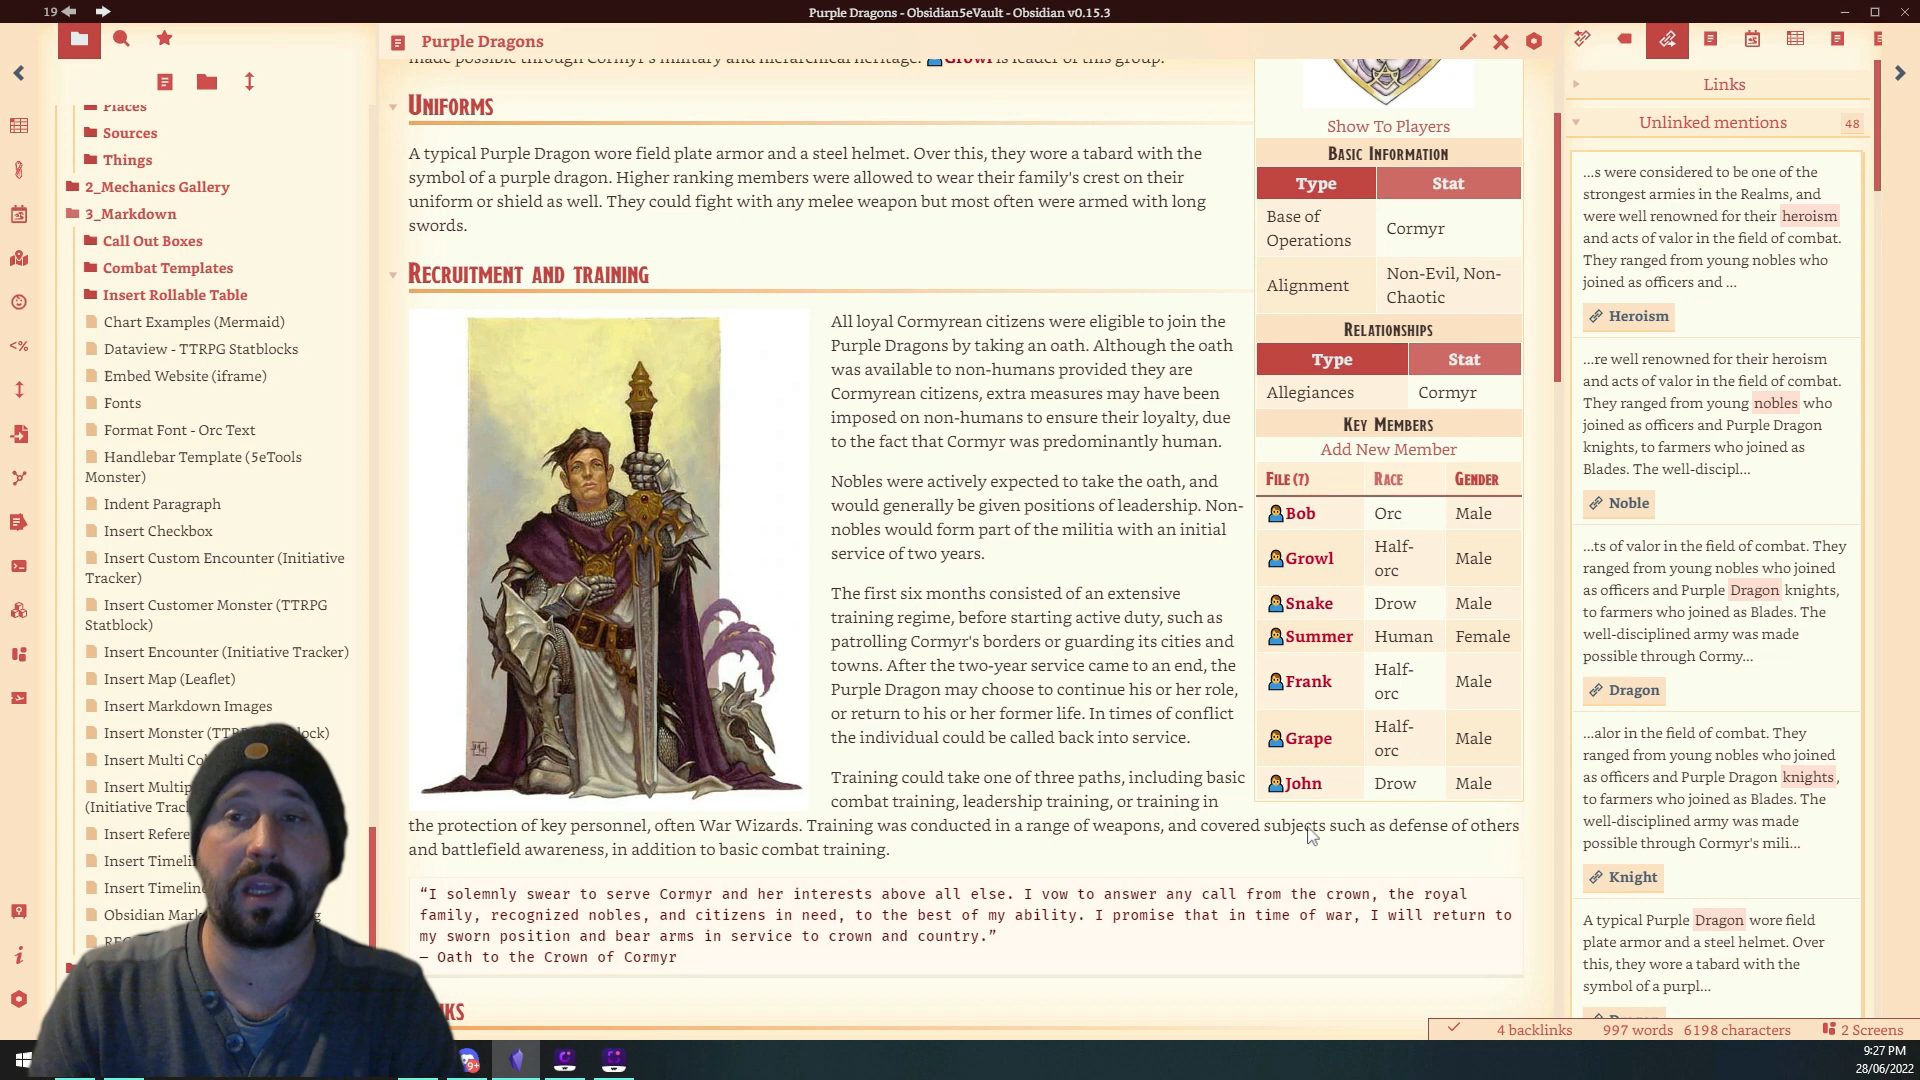 19
Purple Dragons - Obsidian5eVault - Obsidian v0.15.3
Places
Sources
Things
2_Mechanics Gallery
3_Markdown
Call Out Boxes
Combat Templates
Insert Rollable Table
Chart Examples (Mermaid)
Dataview - TTRPG Statblocks
Embed Website (iframe)
Fonts
Format Font - Orc Text
Handlebar Template (5eTools
Monster)
Indent Paragraph
Insert Checkbox
Insert Custom Encounter (Initiative
Tracker)
Insert Customer Monster (TTRPG
Statblock)
Insert Encounter (Initiative Tracker)
Insert Map (Leaflet)
Insert Markdown Images
Insert Monster
Insert Multi
Insert
(Initiative
Insert
Insert
Insert
Obsidian
Purple Dragons
made possible through Cormyr's military and hierarchical heritage. Growl is leader of this group.
UNIFORMS
A typical Purple Dragon wore field plate armor and a steel helmet. Over this, they wore a tabard with the
symbol of a purple dragon. Higher ranking members were allowed to wear their family's crest on their
uniform or shield as well. They could fight with any melee weapon but most often were armed with long
swords.
RECRUITMENT AND TRAINING
All loyal Cormyrean citizens were eligible to join the
Purple Dragons by taking an oath. Although the oath
was available to non-humans provided they are
Cormyrean citizens, extra measures may have been
imposed on non-humans to ensure their loyalty, due
to the fact that Cormyr was predominantly human.
Nobles were actively expected to take the oath, and
would generally be given positions of leadership. Non-
nobles would form part of the militia with an initial
service of two years.
The first six months consisted of an extensive
training regime, before starting active duty, such as
patrolling Cormyr's borders or guarding its cities and
towns. After the two-year service came to an end, the
Purple Dragon may choose to continue his or her role,
or return to his or her former life. In times of conflict
the individual could be called back into service.
Training could take one of three paths, including basic
combat training, leadership training, or training in
the protection of key personnel, often War Wizards. Training was conducted in a range of weapons, and covered subjects such as defense of others
and battlefield awareness, in addition to basic combat training.
“I solemnly swear to serve Cormyr and her interests above all else. I vow to answer any call from the crown, the royal
family, recognized nobles, and citizens in need, to the best of my ability. I promise that in time of war, I will return to
my sworn position and bear arms in service to crown and country.”
— Oath to the Crown of Cormyr
Show To Players
BASIC INFORMATION
Type Stat
Base of
Operations Cormyr
Alignment Non-Evil, Non-
Chaotic
RELATIONSHIPS
Type Stat
Allegiances Cormyr
KEY MEMBERS
Add New Member
FILE (7) RACE GENDER
Bob Orc Male
Growl Half-
orc Male
Snake Drow Male
Summer Human Female
Frank Half-
orc Male
Grape Half-
orc Male
John Drow Male
Links
Unlinked mentions 48
...s were considered to be one of the
strongest armies in the Realms, and
were well renowned for their heroism
and acts of valor in the field of combat.
They ranged from young nobles who
joined as officers and ...
Heroism
...re well renowned for their heroism
and acts of valor in the field of combat.
They ranged from young nobles who
joined as officers and Purple Dragon
knights, to farmers who joined as
Blades. The well-discipl...
Noble
...ts of valor in the field of combat. They
ranged from young nobles who joined
as officers and Purple Dragon knights,
to farmers who joined as Blades. The
well-disciplined army was made
possible through Cormy...
Dragon
...alor in the field of combat. They
ranged from young nobles who joined
as officers and Purple Dragon knights,
to farmers who joined as Blades. The
well-disciplined army was made
possible through Cormyr's mili...
Knight
A typical Purple Dragon wore field
plate armor and a steel helmet. Over
this, they wore a tabard with the
symbol of a purpl...
4 backlinks 997 words 6198 characters 2 Screens
9+
9:27 PM
28/06/2022